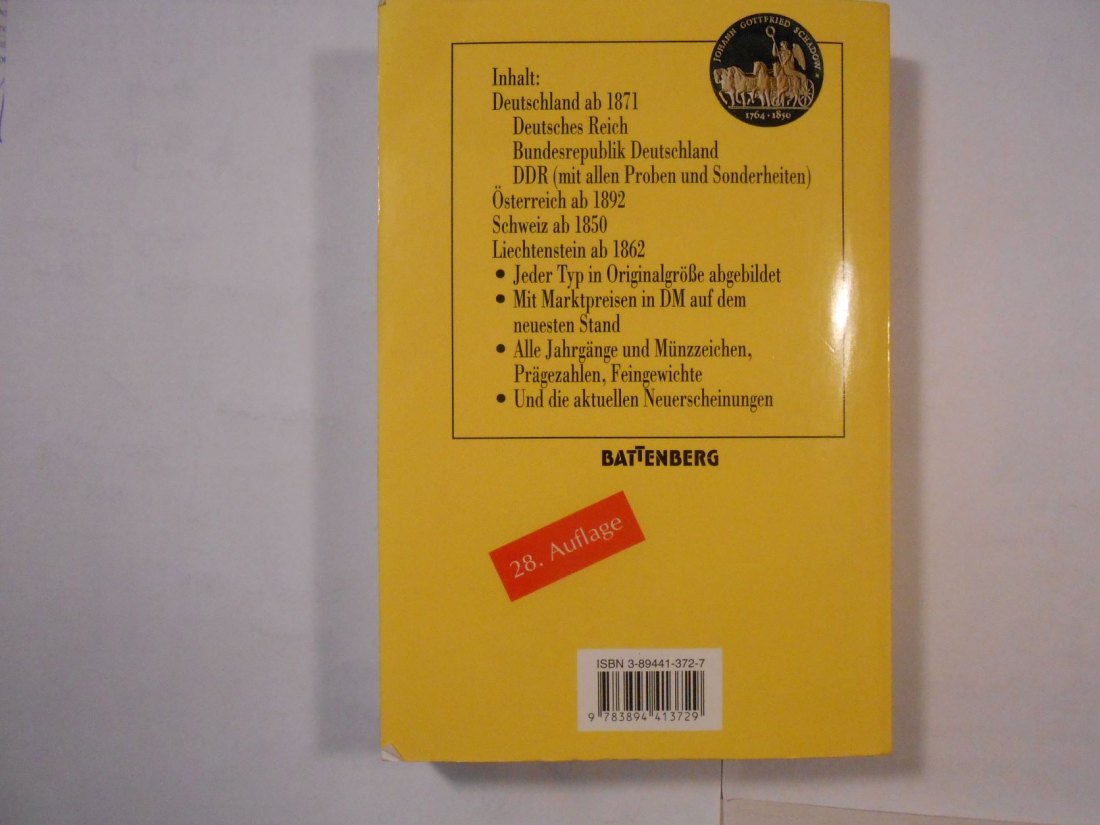 JOHANN GOTTFRIED SCHADOW
1764 · 1850
Inhalt:
Deutschland ab 1871
Deutsches Reich
Bundesrepublik Deutschland
DDR (mit allen Proben und Sonderheiten)
Österreich ab 1892
Schweiz ab 1850
Liechtenstein ab 1862
• Jeder Typ in Originalgröße abgebildet
• Mit Marktpreisen in DM auf dem
neuesten Stand
• Alle Jahrgänge und Münzzeichen,
Prägezahlen, Feingewichte
• Und die aktuellen Neuerscheinungen
BATTENBERG
28. Auflage
ISBN 3-89441-372-7
9 783894 413729